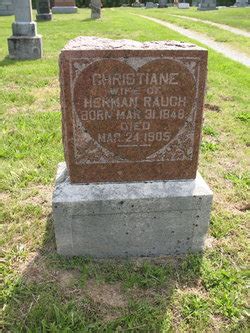 CHRISTIANE
WIFE OF
HERMAN RAUCH
BORN MAR. 31. 1848
DIED
MAR. 24. 1905